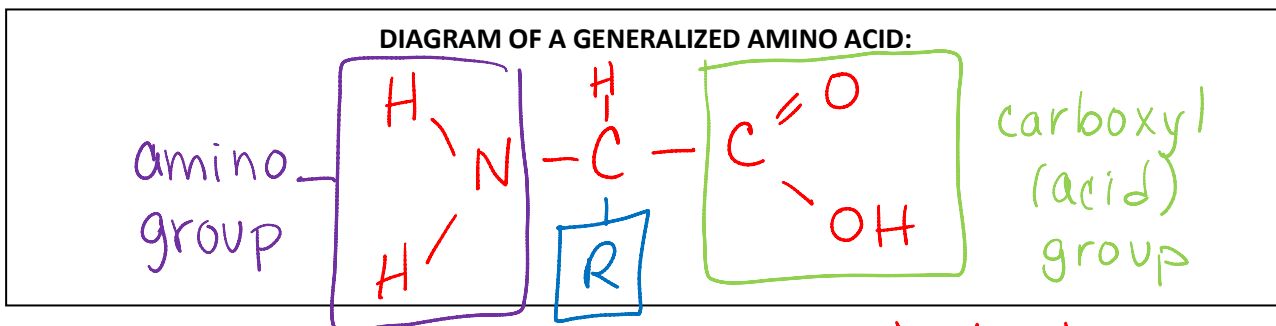 DIAGRAM OF A GENERALIZED AMINO ACID:
H
H
O
N – C – C
H
R
OH
amino
group
carboxyl
(acid)
group